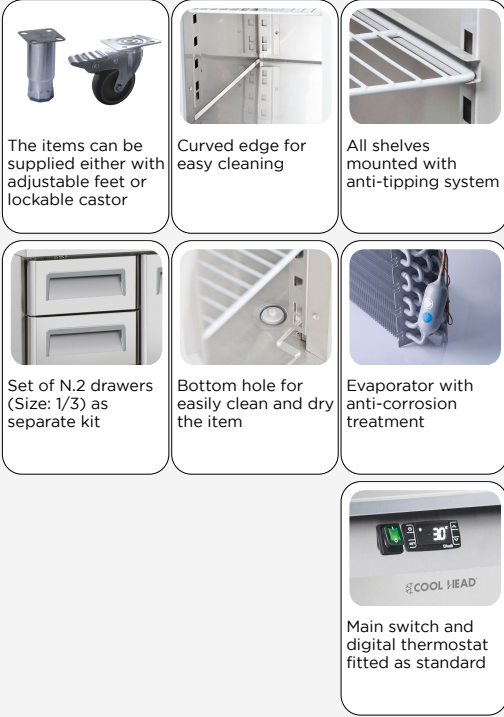 The items can be
supplied either with
adjustable feet or
lockable castor
Curved edge for
easy cleaning
All shelves
mounted with
anti-tipping system
Set of N.2 drawers
(Size: 1/3) as
separate kit
Bottom hole for
easily clean and dry
the item
Evaporator with
anti-corrosion
treatment
30°
COOL HEAD
Main switch and
digital thermostat
fitted as standard